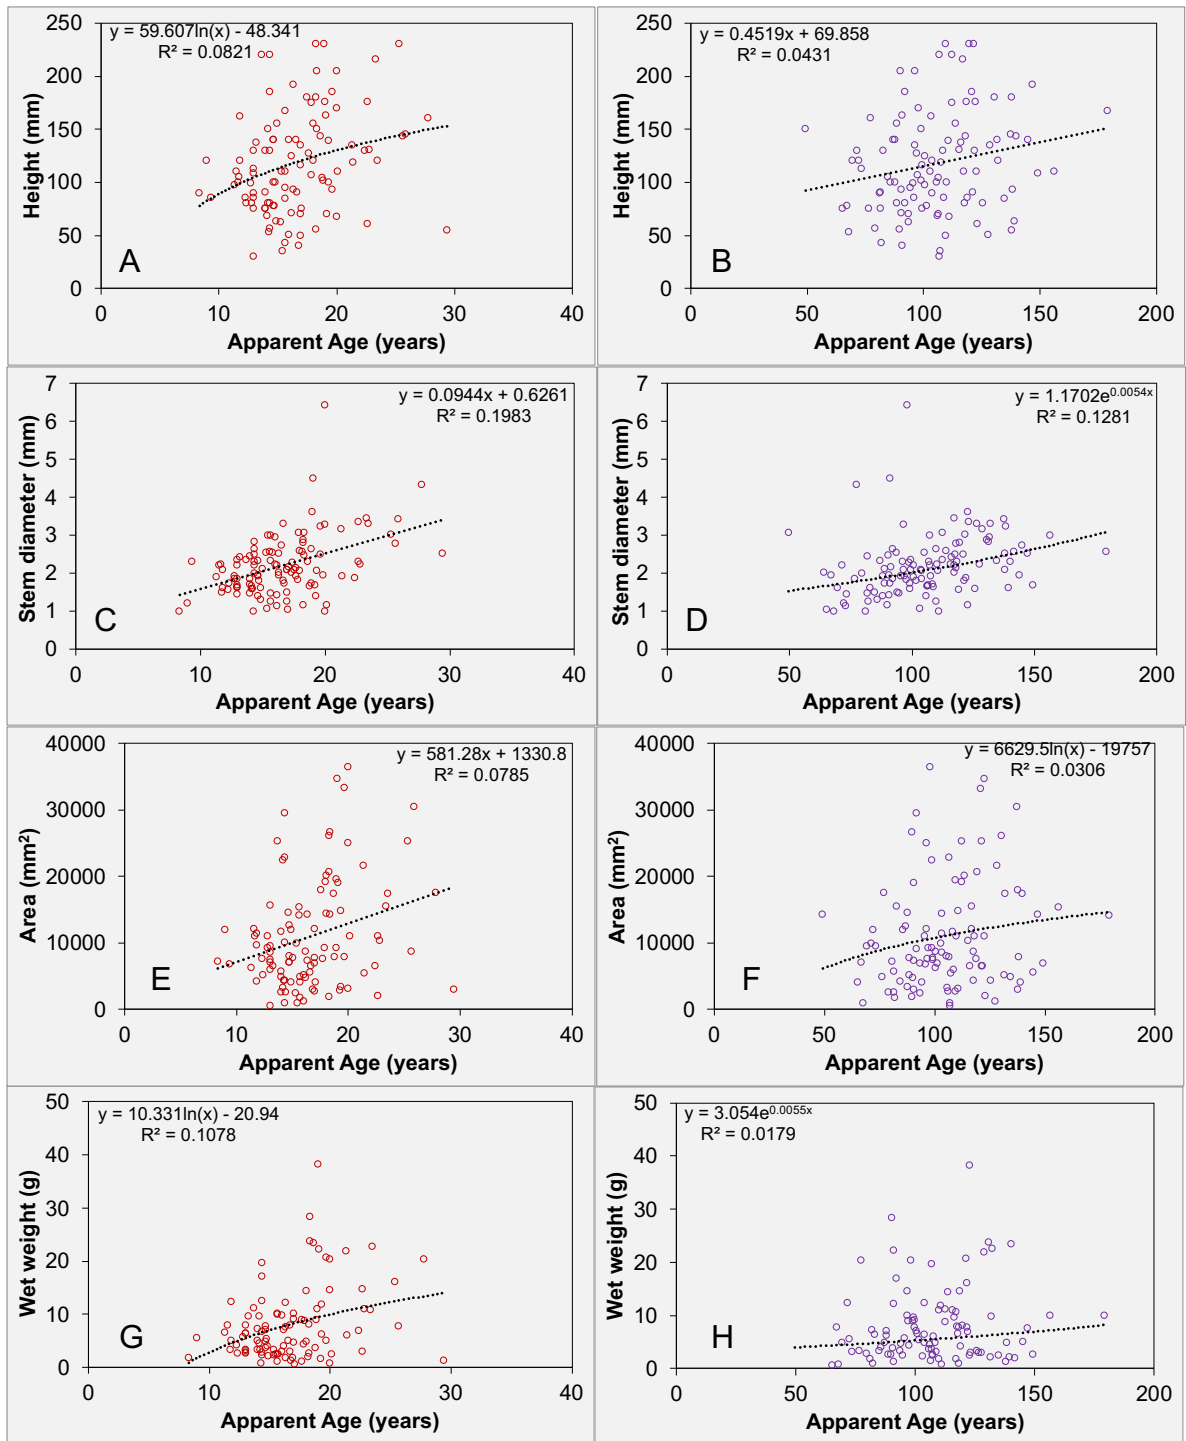 y = 59.607ln(x) - 48.341
R² = 0.0821
Height (mm)
250
200
150
100
50
0
A
0 10 20 30 40
Apparent Age (years)
y = 0.4519x + 69.858
R² = 0.0431
Height (mm)
250
200
150
100
50
0
B
0 50 100 150 200
Apparent Age (years)
y = 0.0944x + 0.6261
R² = 0.1983
Stem diameter (mm)
7
6
5
4
3
2
1
0
C
0 10 20 30 40
Apparent Age (years)
y = 1.1702e^0.0054x
R² = 0.1281
Stem diameter (mm)
7
6
5
4
3
2
1
0
D
0 50 100 150 200
Apparent Age (years)
y = 581.28x + 1330.8
R² = 0.0785
Area (mm²)
40000
30000
20000
10000
0
E
0 10 20 30 40
Apparent Age (years)
y = 6629.5ln(x) - 19757
R² = 0.0306
Area (mm²)
40000
30000
20000
10000
0
F
0 50 100 150 200
Apparent Age (years)
y = 10.331ln(x) - 20.94
R² = 0.1078
Wet weight (g)
50
40
30
20
10
0
G
0 10 20 30 40
Apparent Age (years)
y = 3.054e^0.0055x
R² = 0.0179
Wet weight (g)
50
40
30
20
10
0
H
0 50 100 150 200
Apparent Age (years)